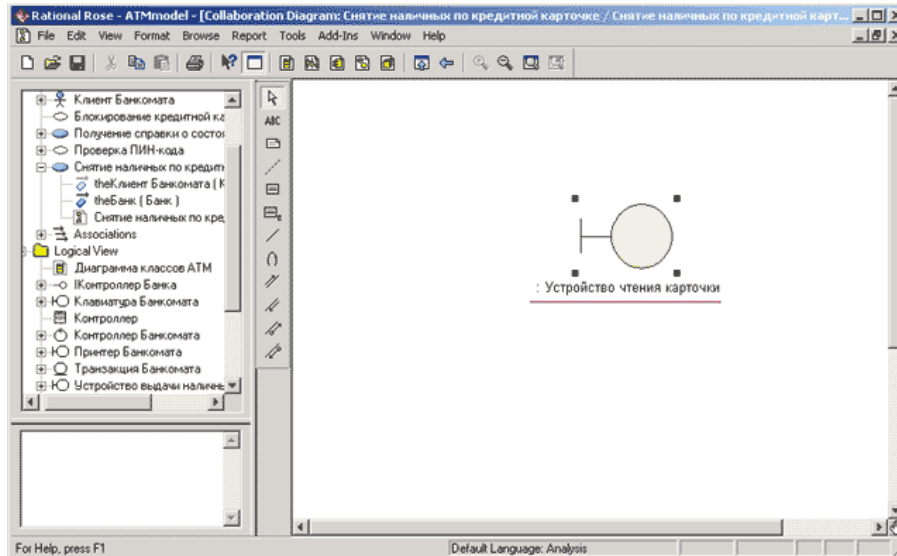 Rational Rose - ATMmodel - [Collaboration Diagram: Снятие наличных по кредитной карточке / Снятие наличных по кредитной карт...
File Edit View Format Browse Report Tools Add-Ins Window Help
Клиент Банкомата
Блокирование кредитной ка
Получение справки о состоя
Проверка ПИН-кода
Снятие наличных по кредитн
theКлиент Банкомата ( К
theБанк ( Банк )
Снятие наличных по кре,
Associations
Logical View
Диаграмма классов АТМ
IКонтроллер Банка
Клавиатура Банкомата
Контроллер
Контроллер Банкомата
Принтер Банкомата
Транзакция Банкомата
Устройство выдачи наличнь
ABC
: Устройство чтения карточки
For Help, press F1
Default Language: Analysis